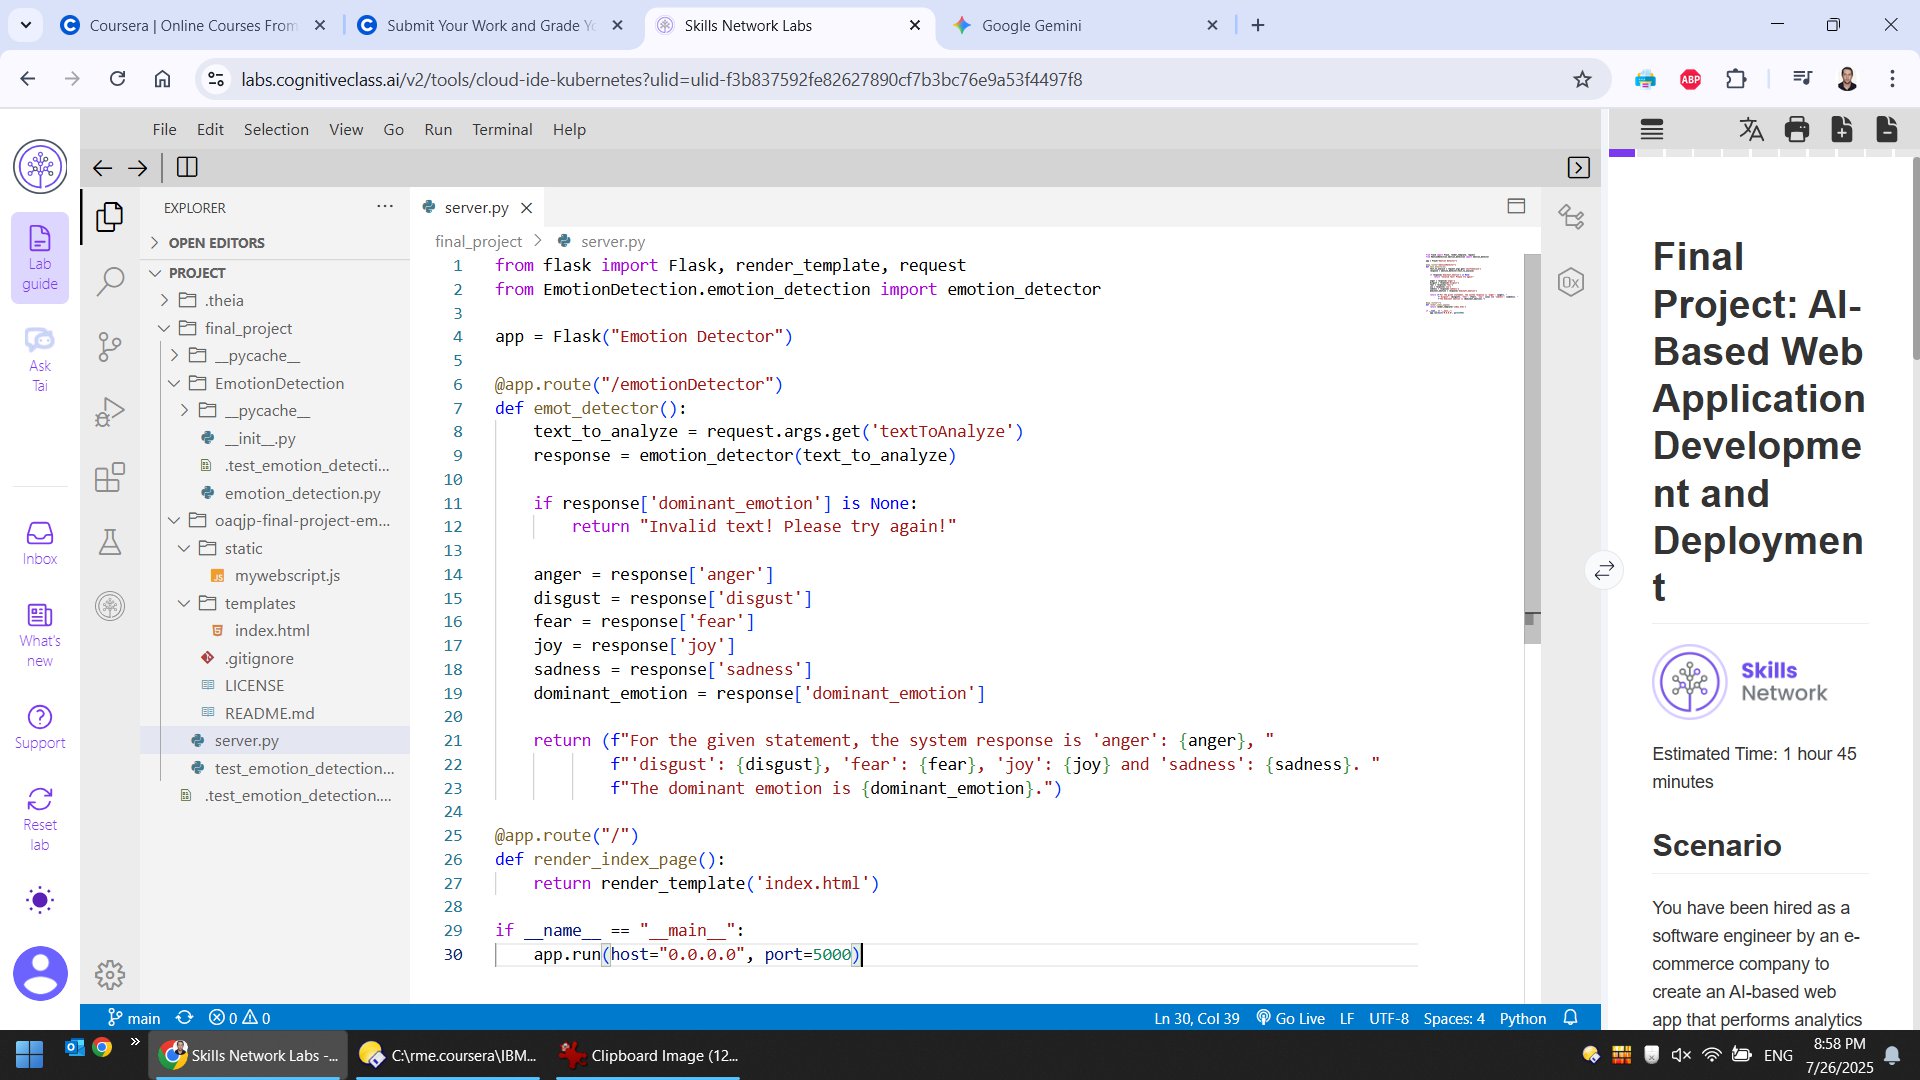 Coursera | Online Courses From
Submit Your Work and Grade Yo
Skills Network Labs
Google Gemini
labs.cognitiveclass.ai/v2/tools/cloud-ide-kubernetes?ulid=ulid-f3b837592fe82627890cf7b3bc76e9a53f4497f8
ABP
File Edit Selection View Go Run Terminal Help
Lab guide
Ask Tai
Inbox
What's new
Support
Reset lab
EXPLORER
OPEN EDITORS
PROJECT
.theia
final_project
__pycache__
EmotionDetection
__pycache__
__init__.py
.test_emotion_detecti...
emotion_detection.py
oaqjp-final-project-em...
static
mywebscript.js
templates
index.html
.gitignore
LICENSE
README.md
server.py
test_emotion_detection...
.test_emotion_detection....
server.py
final_project > server.py
1 from flask import Flask, render_template, request
2 from EmotionDetection.emotion_detection import emotion_detector
3
4 app = Flask("Emotion Detector")
5
6 @app.route("/emotionDetector")
7 def emot_detector():
8 text_to_analyze = request.args.get('textToAnalyze')
9 response = emotion_detector(text_to_analyze)
10
11 if response['dominant_emotion'] is None:
12 return "Invalid text! Please try again!"
13
14 anger = response['anger']
15 disgust = response['disgust']
16 fear = response['fear']
17 joy = response['joy']
18 sadness = response['sadness']
19 dominant_emotion = response['dominant_emotion']
20
21 return (f"For the given statement, the system response is 'anger': {anger}, "
22 f"'disgust': {disgust}, 'fear': {fear}, 'joy': {joy} and 'sadness': {sadness}. "
23 f"The dominant emotion is {dominant_emotion}.")
24
25 @app.route("/")
26 def render_index_page():
27 return render_template('index.html')
28
29 if __name__ == "__main__":
30 app.run(host="0.0.0.0", port=5000)
0x
Final
Project: AI-
Based Web
Application
Developme
nt and
Deploymen
t
Skills
Network
Estimated Time: 1 hour 45
minutes
Scenario
You have been hired as a
software engineer by an e-
commerce company to
create an AI-based web
app that performs analytics
main 0 0 Ln 30, Col 39 Go Live LF UTF-8 Spaces: 4 Python
Skills Network Labs -...
C:\rme.coursera\IBM...
Clipboard Image (12...
ENG
8:58 PM
7/26/2025